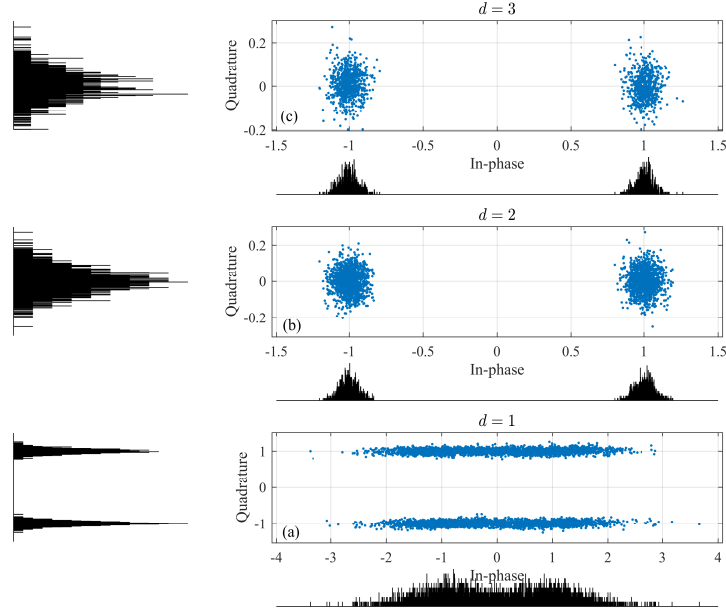 d = 3
0.2
0
-0.2
Quadrature
(c)
-1.5 -1 -0.5 0 0.5 1 1.5
In-phase
d = 2
0.2
0
-0.2
Quadrature
(b)
-1.5 -1 -0.5 0 0.5 1 1.5
In-phase
d = 1
1
0
-1
Quadrature
(a)
-4 -3 -2 -1 0 1 2 3 4
In-phase